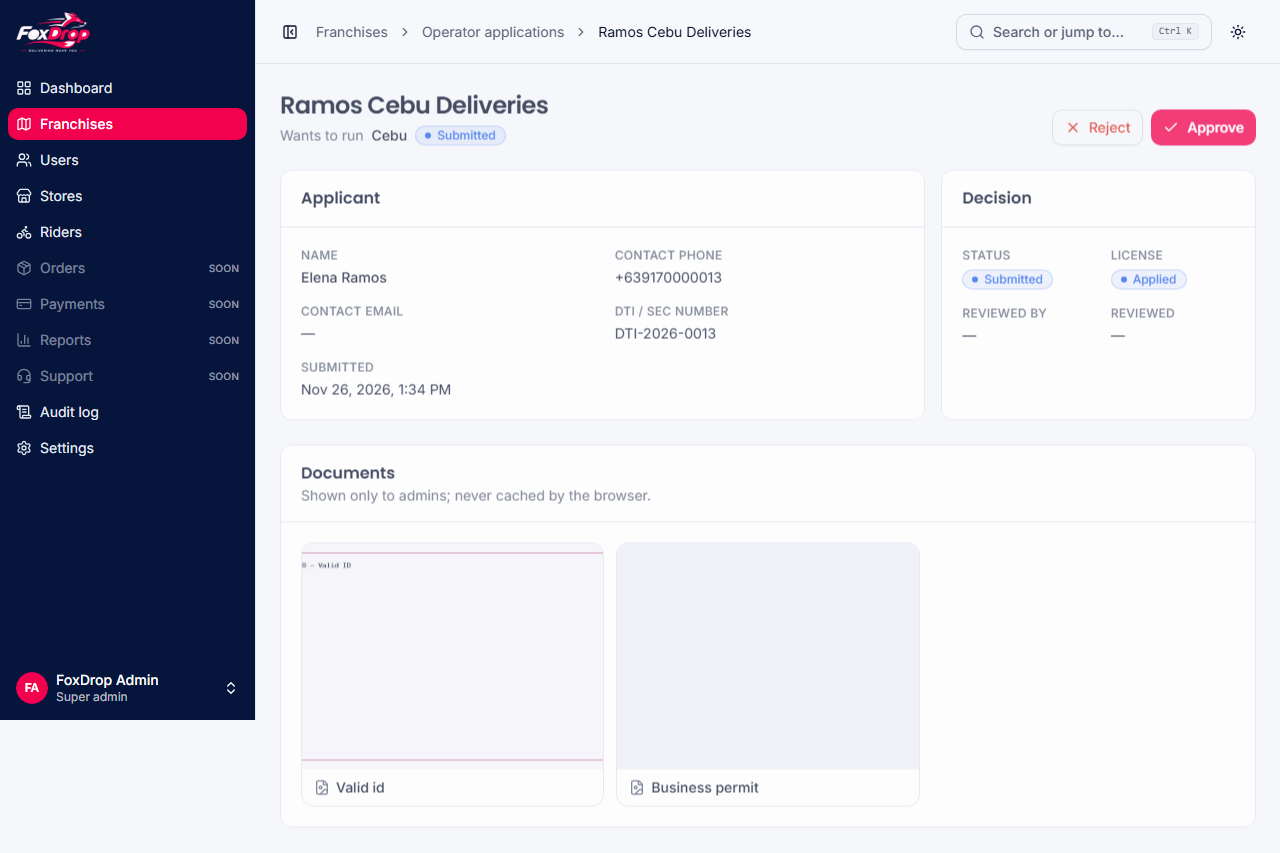 FoxDrop
DELIVERING NEAR YOU
Franchises
Operator applications
Ramos Cebu Deliveries
Search or jump to...
Ctrl K
Dashboard
Franchises
Users
Stores
Riders
Orders SOON
Payments SOON
Reports SOON
Support SOON
Audit log
Settings
FA
FoxDrop Admin
Super admin
Ramos Cebu Deliveries
Wants to run Cebu Submitted
Reject
Approve
Applicant
NAME
Elena Ramos
CONTACT PHONE
+639170000013
CONTACT EMAIL
—
DTI / SEC NUMBER
DTI-2026-0013
SUBMITTED
Nov 26, 2026, 1:34 PM
Decision
STATUS
Submitted
LICENSE
Applied
REVIEWED BY
—
REVIEWED
—
Documents
Shown only to admins; never cached by the browser.
— Valid ID
Valid id
Business permit